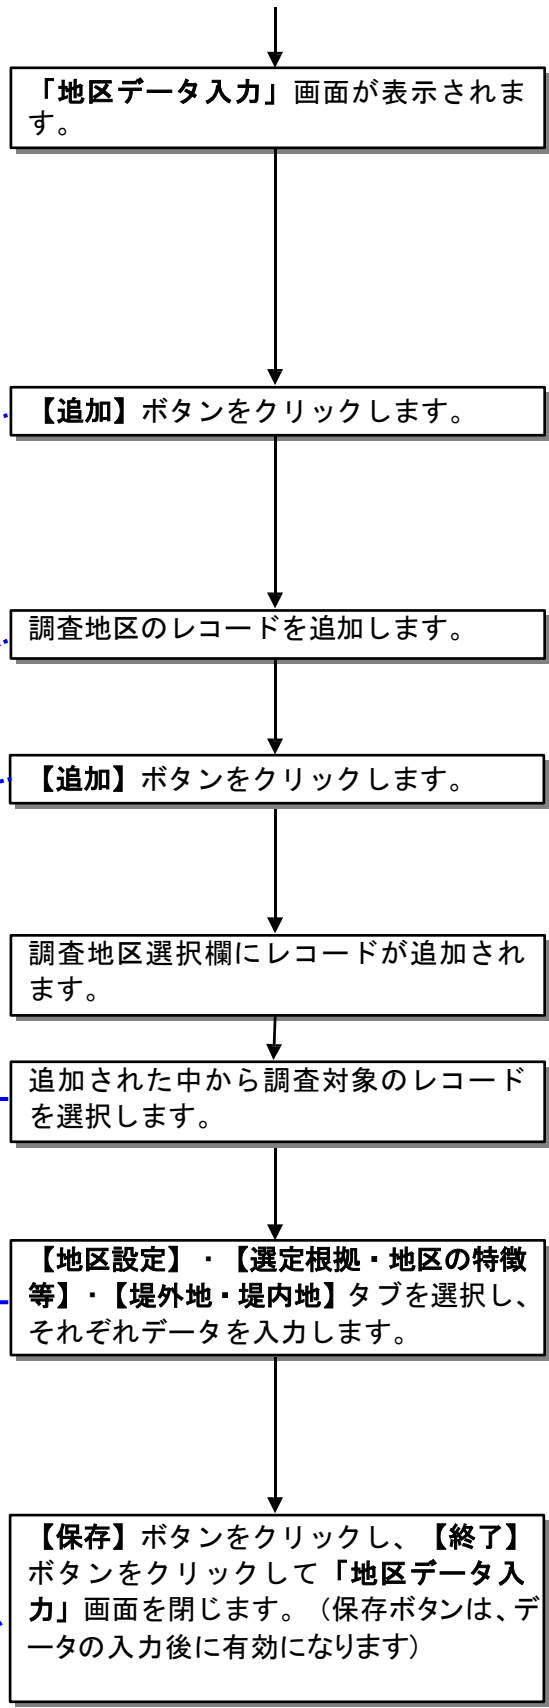 「地区データ入力」画面が表示されま
す。
【追加】ボタンをクリックします。
調査地区のレコードを追加します。
【追加】ボタンをクリックします。
調査地区選択欄にレコードが追加され
ます。
追加された中から調査対象のレコード
を選択します。
【地区設定】・【選定根拠・地区の特徴
等】・【堤外地・堤内地】タブを選択し、
それぞれデータを入力します。
【保存】ボタンをクリックし、【終了】
ボタンをクリックして「地区データ入
力」画面を閉じます。（保存ボタンは、デ
ータの入力後に有効になります）